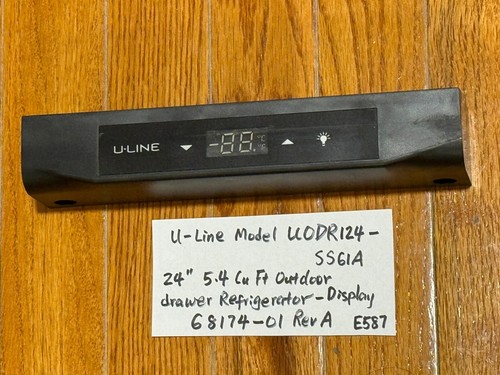 U-LINE
-88.°C
°F
U-Line Model UODR124-
SS61A
24" 5.4 Cu Ft Outdoor
drawer Refrigerator-Display
68174-01 Rev A E587